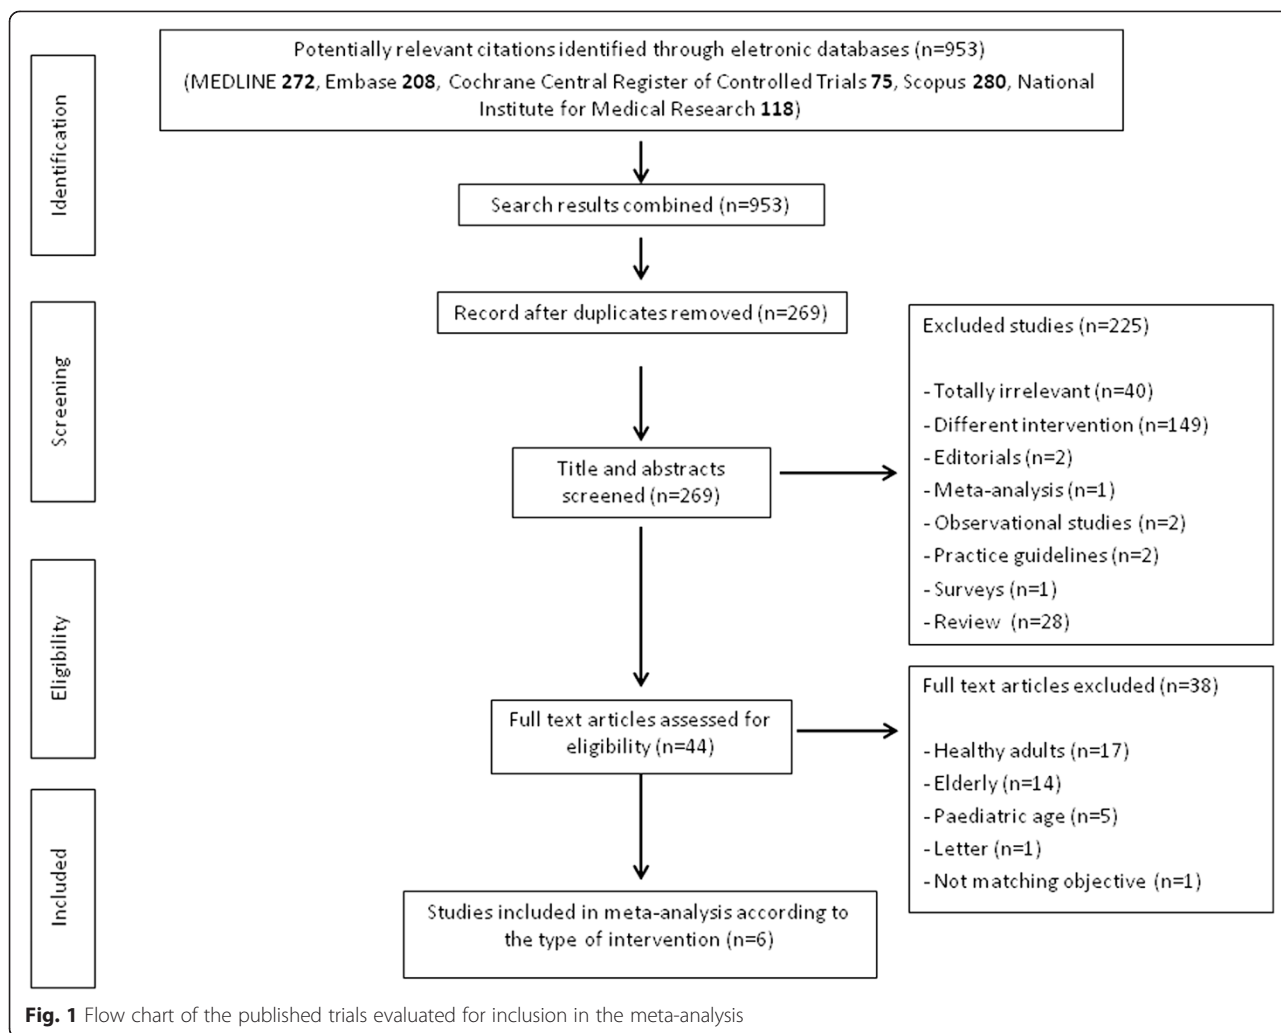 Identification
Potentially relevant citations identified through eletronic databases (n=953)
(MEDLINE 272, Embase 208, Cochrane Central Register of Controlled Trials 75, Scopus 280, National
Institute for Medical Research 118)
Search results combined (n=953)
Screening
Record after duplicates removed (n=269)
Title and abstracts
screened (n=269)
Excluded studies (n=225)
- Totally irrelevant (n=40)
- Different intervention (n=149)
- Editorials (n=2)
- Meta-analysis (n=1)
- Observational studies (n=2)
- Practice guidelines (n=2)
- Surveys (n=1)
- Review (n=28)
Eligibility
Full text articles assessed for
eligibility (n=44)
Full text articles excluded (n=38)
- Healthy adults (n=17)
- Elderly (n=14)
- Paediatric age (n=5)
- Letter (n=1)
- Not matching objective (n=1)
Included
Studies included in meta-analysis according to
the type of intervention (n=6)
Fig. 1 Flow chart of the published trials evaluated for inclusion in the meta-analysis